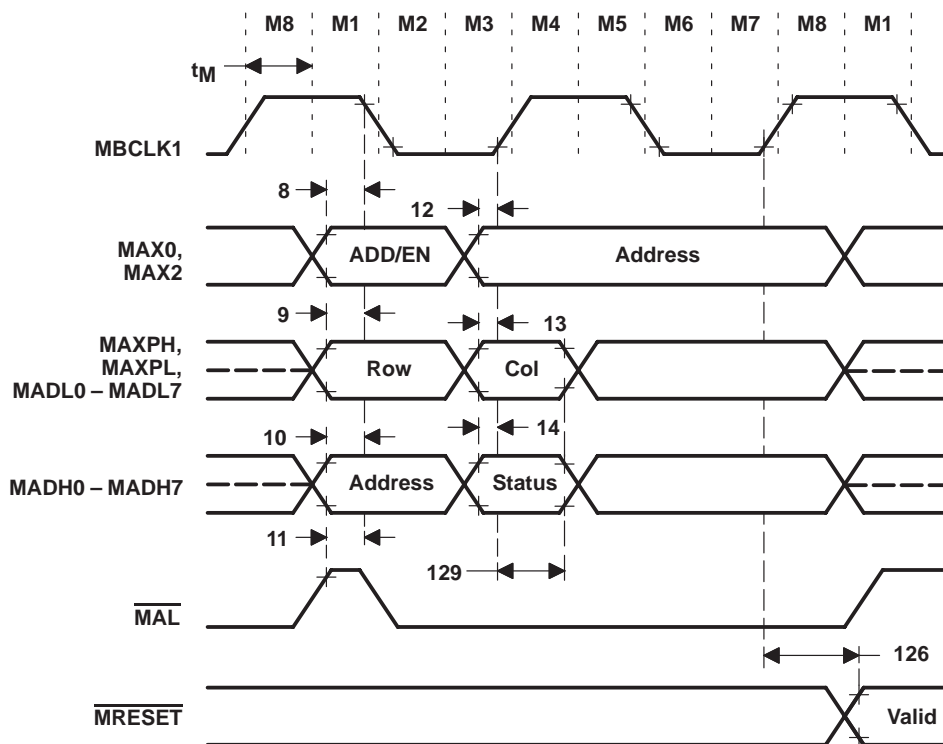 M8 M1 M2 M3 M4 M5 M6 M7 M8 M1
tM
MBCLK1
8
12
MAX0,
MAX2
ADD/EN
Address
9
13
MAXPH,
MAXPL,
MADL0 – MADL7
Row
Col
10
14
MADH0 – MADH7
Address
Status
11
129
MAL
126
MRESET
Valid